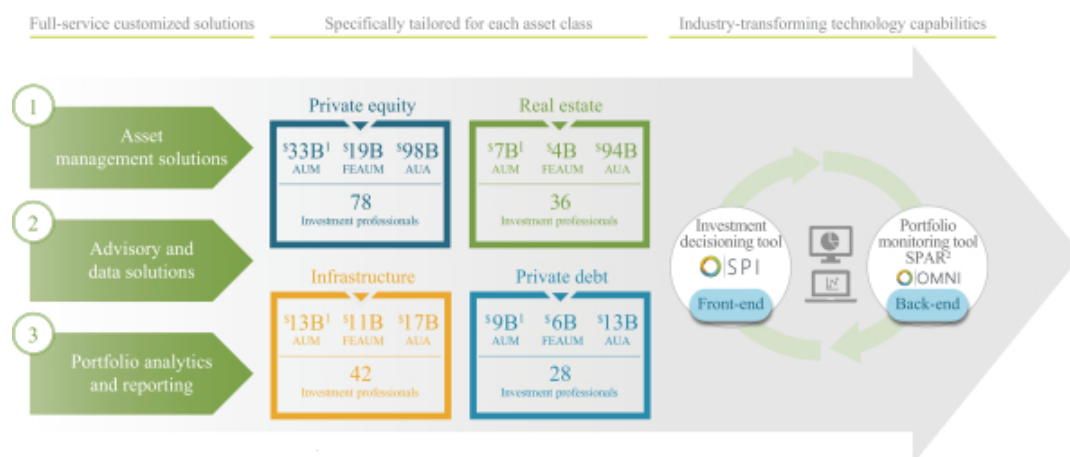 Full-service customized solutions
Specifically tailored for each asset class
Industry-transforming technology capabilities
1
Asset
management solutions
2
Advisory and
data solutions
3
Portfolio analytics
and reporting
Private equity
$33B¹ $19B $98B
AUM FEAUM AUA
78
Investment professionals
Real estate
$7B¹ $4B $94B
AUM FEAUM AUA
36
Investment professionals
Infrastructure
$13B¹ $11B $17B
AUM FEAUM AUA
42
Investment professionals
Private debt
$9B¹ $6B $13B
AUM FEAUM AUA
28
Investment professionals
Investment
decisioning tool
SPI
Front-end
Portfolio
monitoring tool
SPAR²
OMNI
Back-end